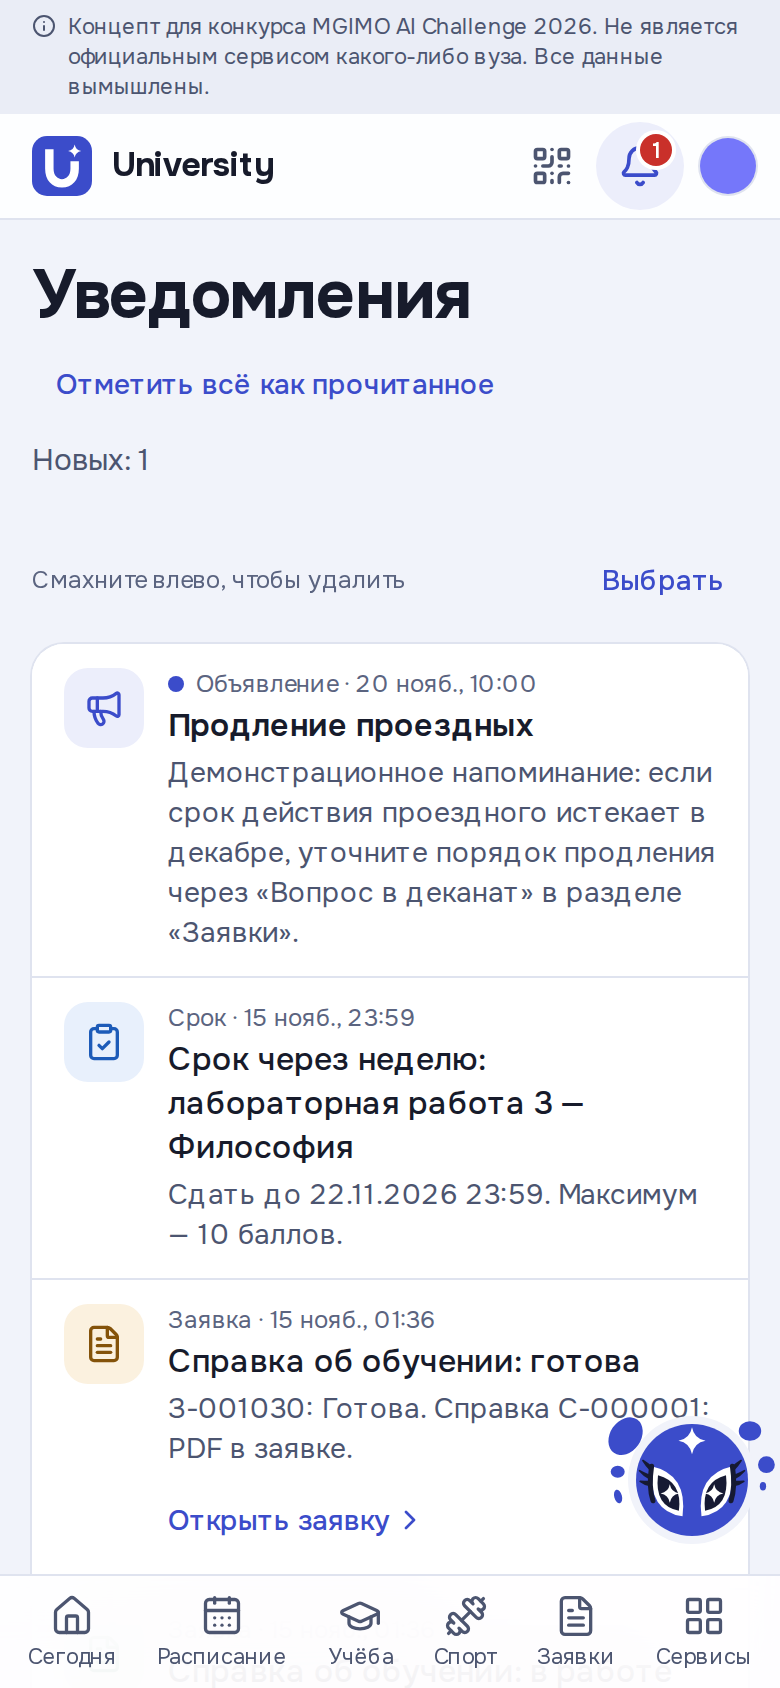 Концепт для конкурса MGIMO AI Challenge 2026. Не является
официальным сервисом какого-либо вуза. Все данные
вымышлены.
University
1
Уведомления
Отметить всё как прочитанное
Новых: 1
Смахните влево, чтобы удалить
Выбрать
Объявление · 20 нояб., 10:00
Продление проездных
Демонстрационное напоминание: если
срок действия проездного истекает в
декабре, уточните порядок продления
через «Вопрос в деканат» в разделе
«Заявки».
Срок · 15 нояб., 23:59
Срок через неделю:
лабораторная работа 3 —
Философия
Сдать до 22.11.2026 23:59. Максимум
— 10 баллов.
Заявка · 15 нояб., 01:36
Справка об обучении: готова
З-001030: Готова. Справка С-000001:
PDF в заявке.
Открыть заявку
Справка об обучении: в работе
Сегодня
Расписание
Учёба
Спорт
Заявки
Сервисы